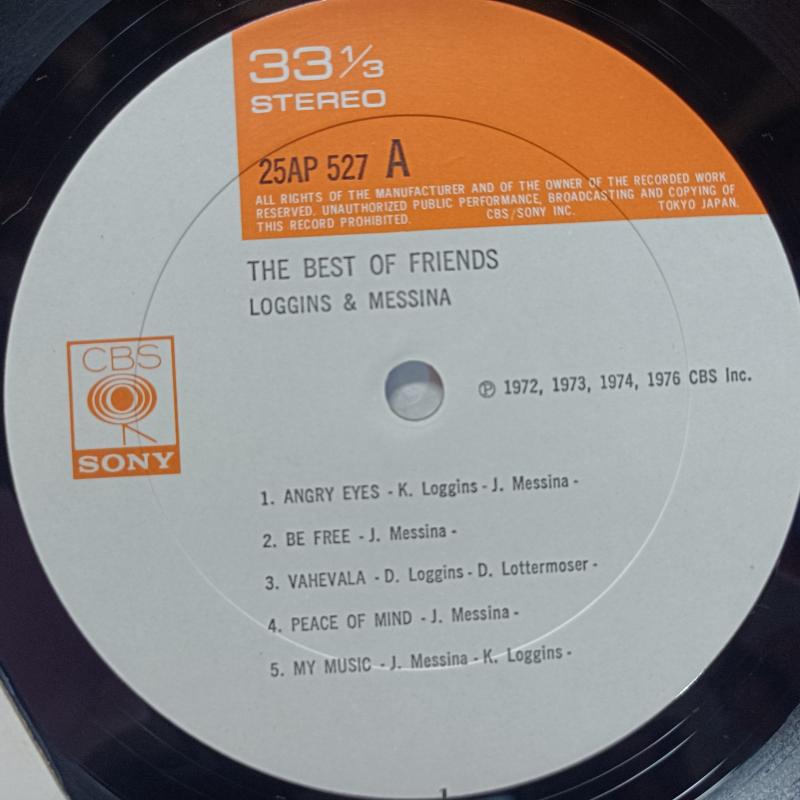 33 1/3
STEREO
25AP 527 A
ALL RIGHTS OF THE MANUFACTURER AND OF THE OWNER OF THE RECORDED WORK
RESERVED. UNAUTHORIZED PUBLIC PERFORMANCE, BROADCASTING AND COPYING OF
THIS RECORD PROHIBITED. CBS/SONY INC. TOKYO JAPAN.
THE BEST OF FRIENDS
LOGGINS & MESSINA
CBS
SONY
℗ 1972, 1973, 1974, 1976 CBS Inc.
1. ANGRY EYES - K. Loggins - J. Messina -
2. BE FREE - J. Messina -
3. VAHEVALA - D. Loggins - D. Lottermoser -
4. PEACE OF MIND - J. Messina -
5. MY MUSIC - J. Messina - K. Loggins -